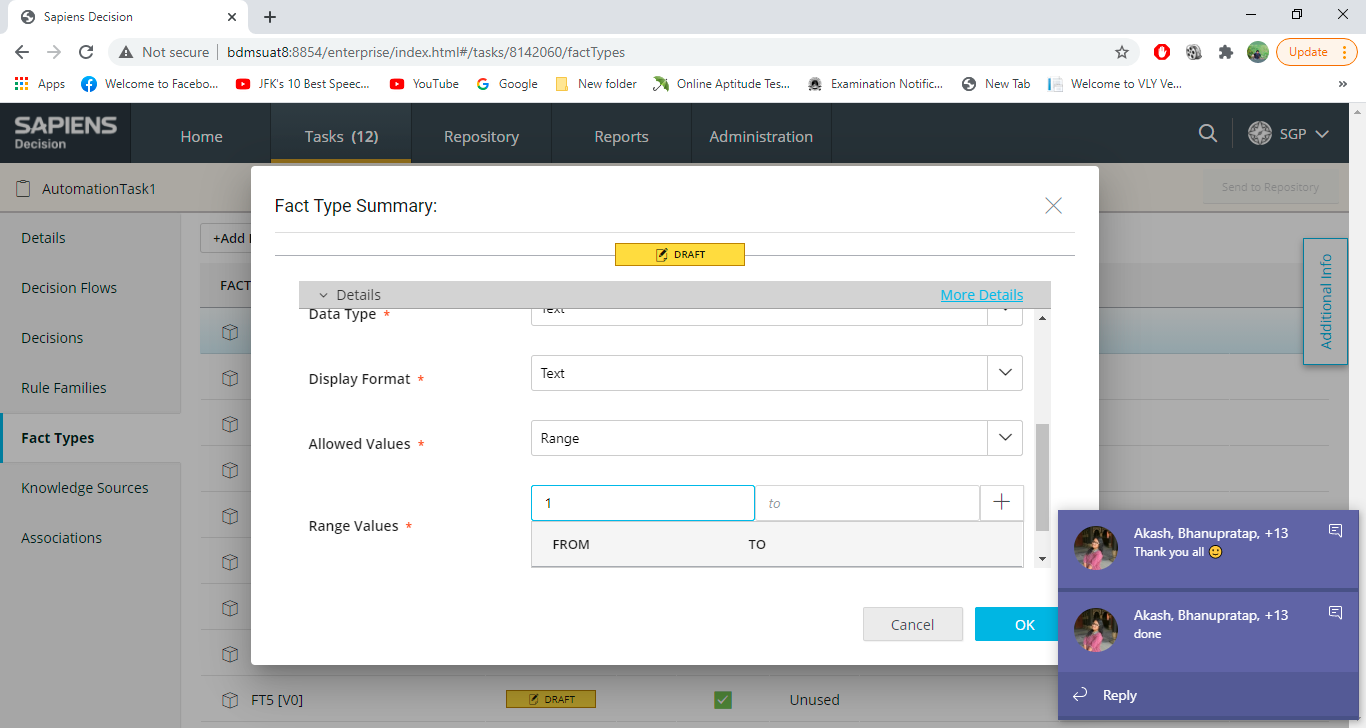 Sapiens Decision
Not secure bdmsuat8:8854/enterprise/index.html#/tasks/8142060/factTypes Update
Apps Welcome to Facebo... JFK's 10 Best Speec... YouTube Google New folder Online Aptitude Tes... Examination Notific... New Tab Welcome to VLY Ve... »
SAPIENS
Decision
Home Tasks (12) Repository Reports Administration SGP
AutomationTask1 Send to Repository
Fact Type Summary:
DRAFT
Details More Details
Data Type * Text
Display Format * Text
Allowed Values * Range
Range Values * 1 to +
FROM TO
Cancel OK
Details
Decision Flows
Decisions
Rule Families
Fact Types
Knowledge Sources
Associations
+Add
FACT
Additional Info
FT5 [V0] DRAFT Unused
Akash, Bhanupratap, +13
Thank you all 🙂
Akash, Bhanupratap, +13
done
Reply